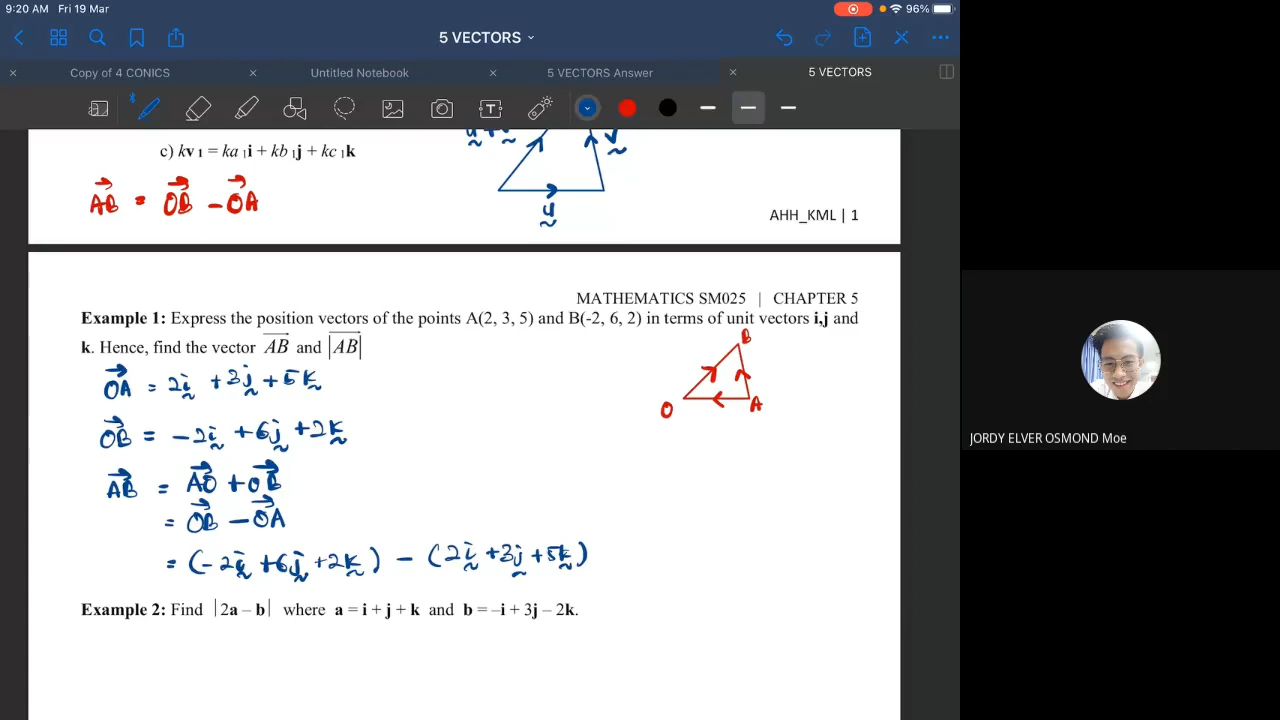 9:20 AM Fri 19 Mar
96%
5 VECTORS
Copy of 4 CONICS
Untitled Notebook
5 VECTORS Answer
5 VECTORS
c) kv₁ = ka₁i + kb₁j + kc₁k
AB = OB - OA
u
AHH_KML | 1
MATHEMATICS SM025 | CHAPTER 5
Example 1: Express the position vectors of the points A(2, 3, 5) and B(-2, 6, 2) in terms of unit vectors i,j and
k. Hence, find the vector AB and |AB|
B
O
A
OA = 2i + 3j + 5k
OB = -2i + 6j + 2k
AB = AO + OB
= OB - OA
= (-2i + 6j + 2k) - (2i + 3j + 5k)
Example 2: Find |2a – b| where a = i + j + k and b = –i + 3j – 2k.
JORDY ELVER OSMOND Moe